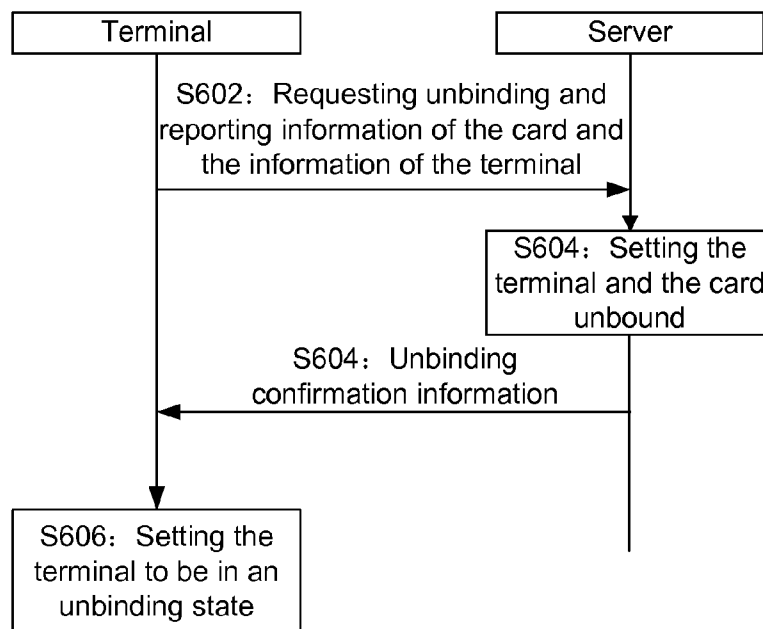 Terminal
Server
S602：Requesting unbinding and
reporting information of the card and
the information of the terminal
S604：Setting the
terminal and the card
unbound
S604：Unbinding
confirmation information
S606：Setting the
terminal to be in an
unbinding state